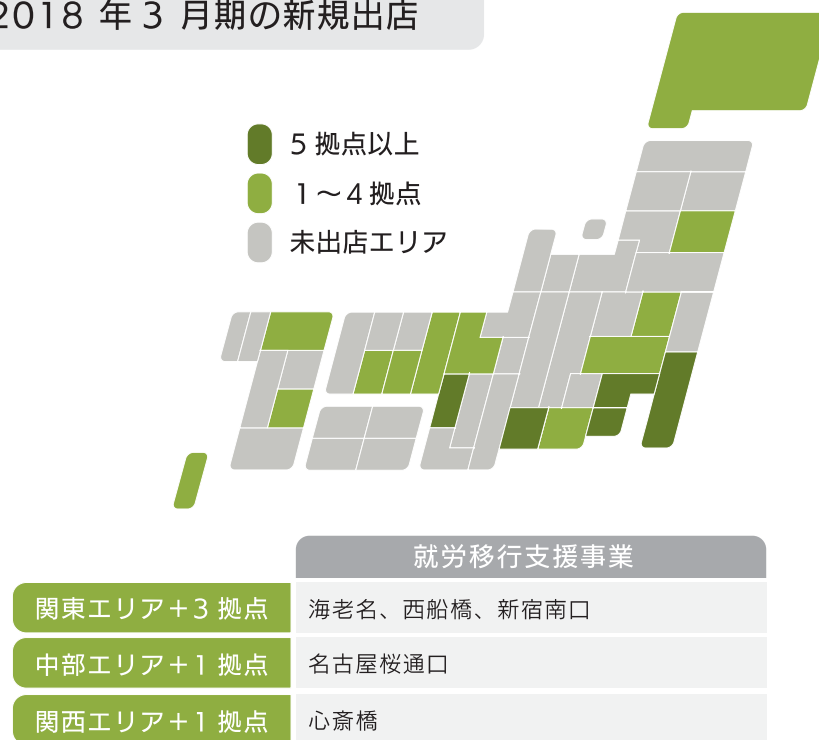 2018 年 3 月期の新規出店
5 拠点以上
1～4 拠点
未出店エリア
就労移行支援事業
関東エリア＋3 拠点 海老名、西船橋、新宿南口
中部エリア＋1 拠点 名古屋桜通口
関西エリア＋1 拠点 心斎橋